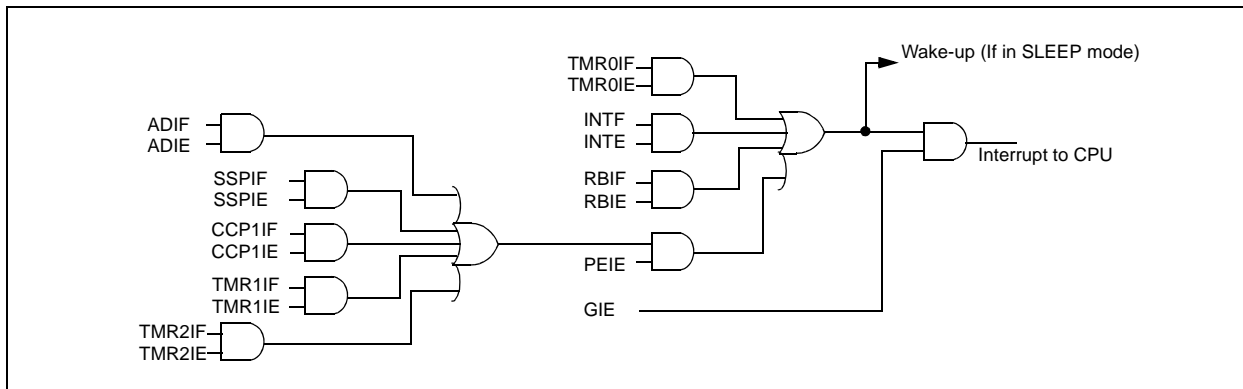 Wake-up (If in SLEEP mode)
TMR0IF
TMR0IE
ADIF
ADIE
INTF
INTE
Interrupt to CPU
SSPIF
SSPIE
RBIF
RBIE
CCP1IF
CCP1IE
PEIE
TMR1IF
TMR1IE
GIE
TMR2IF
TMR2IE